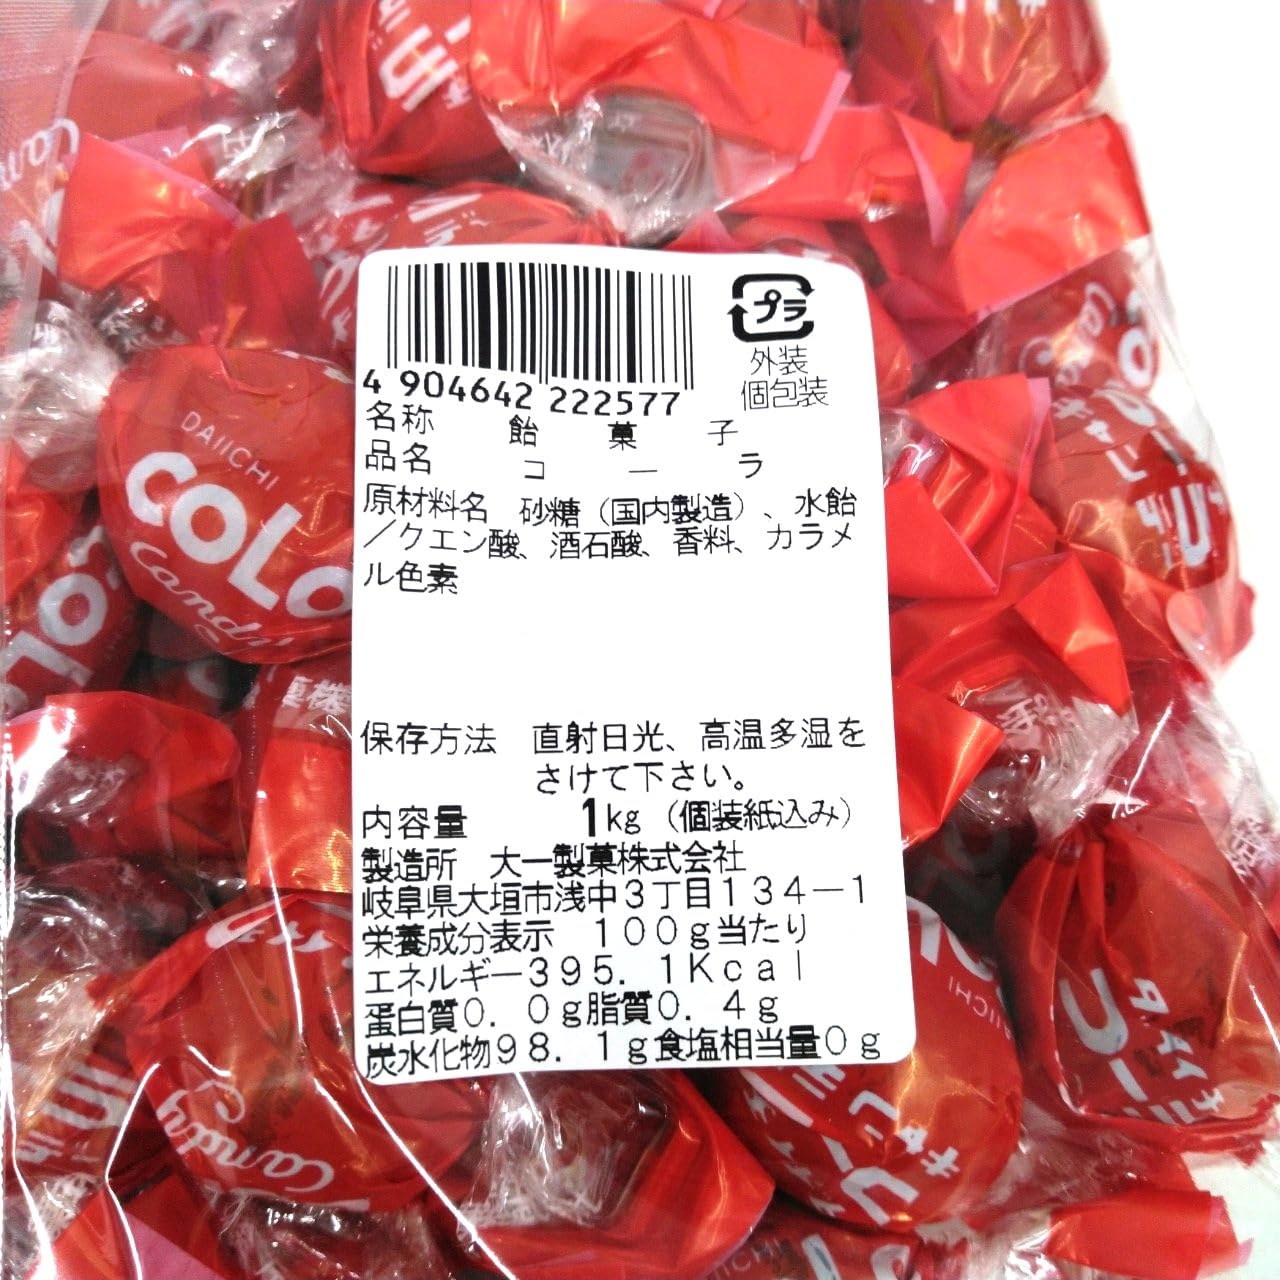 4 904642 222577
プラ
外装
個包装
名称 飴 菓 子
品名 コ ー ラ
原材料名 砂糖（国内製造）、水飴
／クエン酸、酒石酸、香料、カラメ
ル色素
保存方法 直射日光、高温多湿を
さけて下さい。
内容量 1kg（個装紙込み）
製造所 大一製菓株式会社
岐阜県大垣市浅中３丁目１３４－１
栄養成分表示 １００ｇ当たり
エネルギー３９５．１Ｋｃａｌ
蛋白質０．０ｇ脂質０．４ｇ
炭水化物９８．１ｇ食塩相当量０ｇ
DAIICHI
COLA
Candy
Candy
DAIICHI